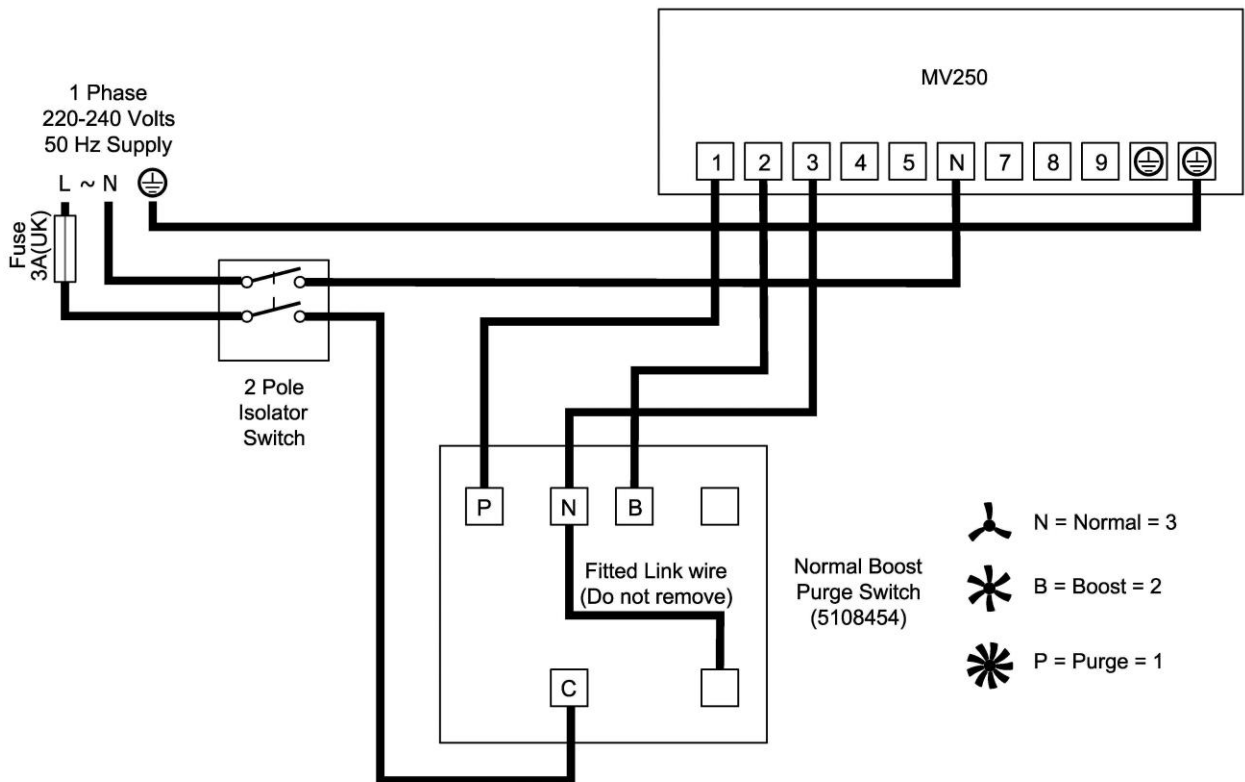 MV250
1 Phase
220-240 Volts
50 Hz Supply
L ~ N
Fuse
3A(UK)
1 2 3 4 5 N 7 8 9
2 Pole
Isolator
Switch
P N B
Fitted Link wire
(Do not remove)
C
Normal Boost
Purge Switch
(5108454)
N = Normal = 3
B = Boost = 2
P = Purge = 1